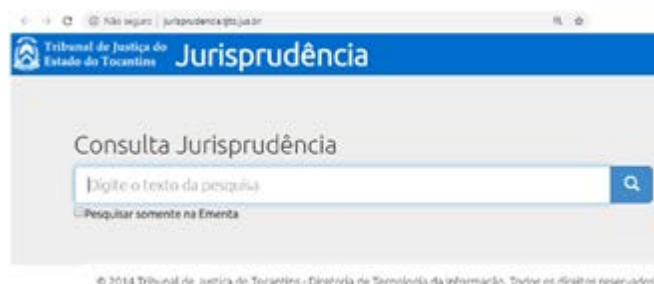 Não seguro | jurisprudencia.tjto.jus.br
Tribunal de Justiça do
Estado do Tocantins
Jurisprudência
Consulta Jurisprudência
Digite o texto da pesquisa
Pesquisar somente na Ementa
© 2014 Tribunal de Justiça do Tocantins - Diretoria de Tecnologia da Informação. Todos os direitos reservados